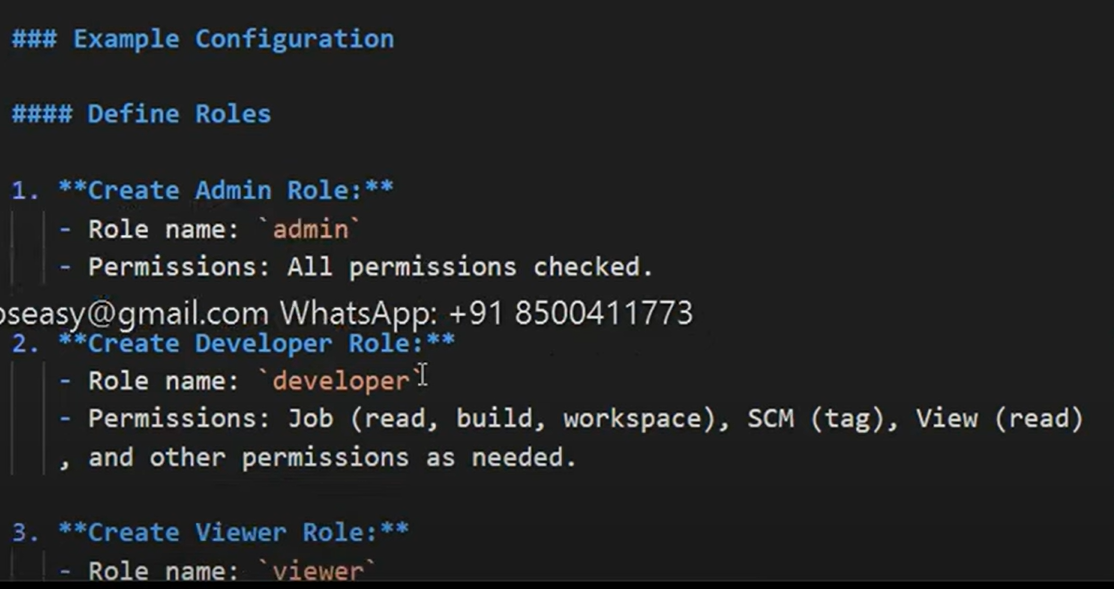 ### Example Configuration
#### Define Roles
1. **Create Admin Role:**
- Role name: `admin`
- Permissions: All permissions checked.
oseasy@gmail.com WhatsApp: +91 8500411773
2. **Create Developer Role:**
- Role name: `developer`
- Permissions: Job (read, build, workspace), SCM (tag), View (read)
, and other permissions as needed.
3. **Create Viewer Role:**
- Role name: `viewer`